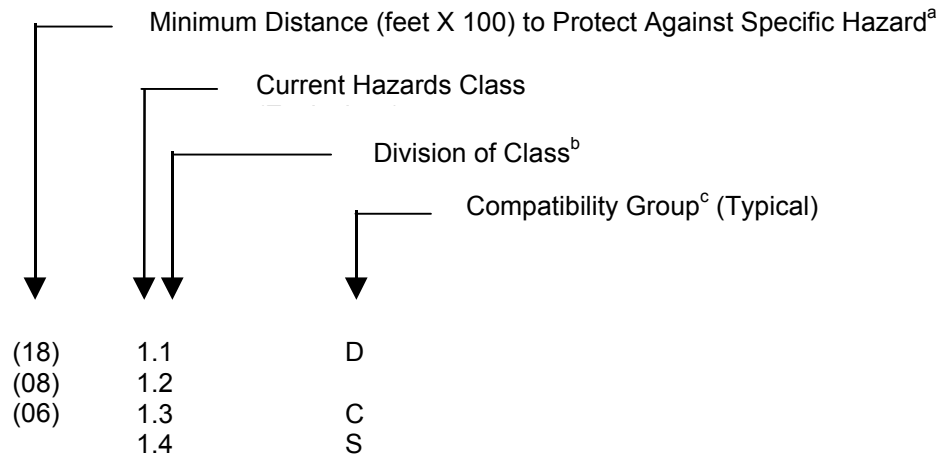 Minimum Distance (feet X 100) to Protect Against Specific Hazardᵃ
Current Hazards Class
Division of Classᵇ
Compatibility Groupᶜ (Typical)
(18) 1.1 D
(08) 1.2
(06) 1.3 C
1.4 S